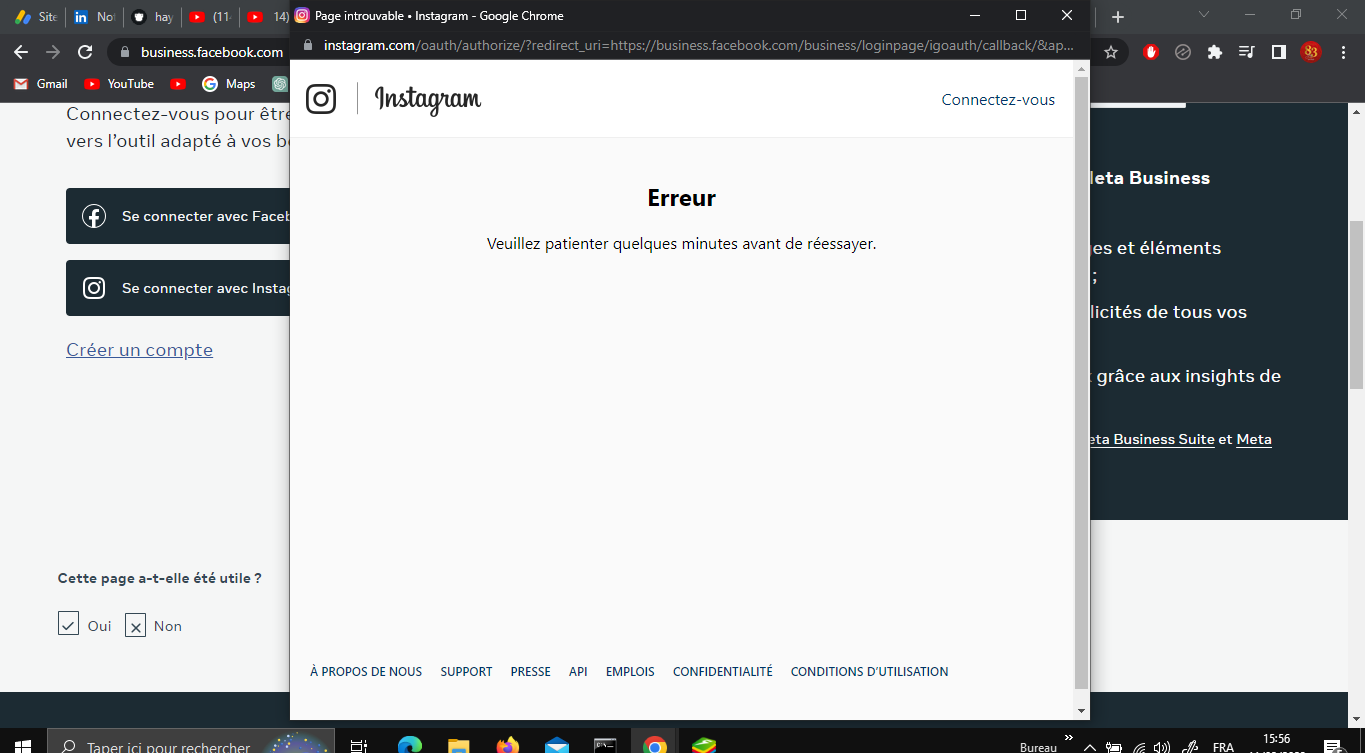 Site
No
hay
(114
14)
Page introuvable • Instagram - Google Chrome
business.facebook.com
instagram.com/oauth/authorize/?redirect_uri=https://business.facebook.com/business/loginpage/igoauth/callback/&ap...
Gmail
YouTube
Maps
Instagram
Connectez-vous
Connectez-vous pour être
vers l’outil adapté à vos be
Erreur
Veuillez patienter quelques minutes avant de réessayer.
Se connecter avec Faceb
Se connecter avec Instag
Créer un compte
Meta Business
ges et éléments
;
licités de tous vos
t grâce aux insights de
eta Business Suite et Meta
Cette page a-t-elle été utile ?
Oui
Non
À PROPOS DE NOUS
SUPPORT
PRESSE
API
EMPLOIS
CONFIDENTIALITÉ
CONDITIONS D’UTILISATION
Taper ici pour rechercher
Bureau
»
FRA
15:56